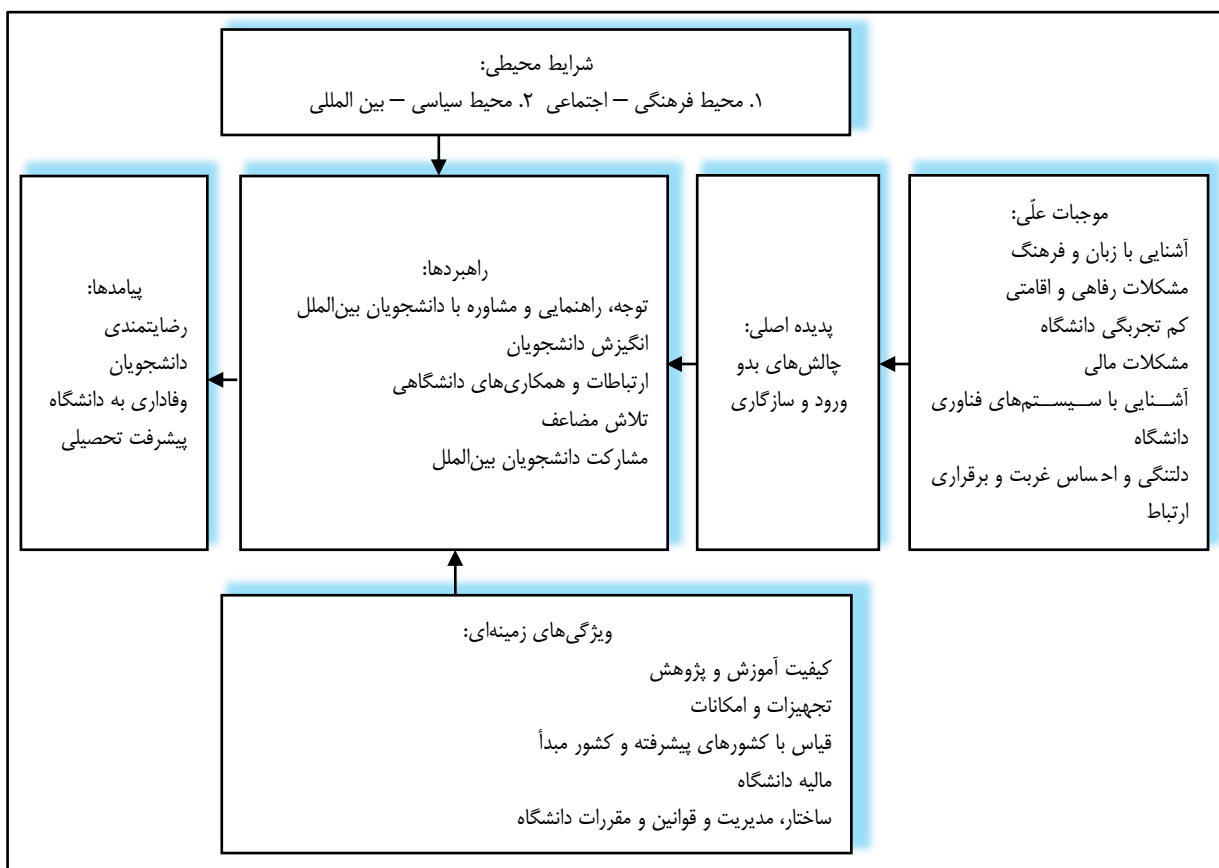 شرایط محیطی:
۱. محیط فرهنگی – اجتماعی ۲. محیط سیاسی – بین المللی
موجبات علّی:
آشنایی با زبان و فرهنگ
مشکلات رفاهی و اقامتی
کم تجربگی دانشگاه
مشکلات مالی
آشنایی با سیستم‌های فناوری
دانشگاه
دلتنگی و احساس غربت و برقراری
ارتباط
پدیده اصلی:
چالش‌های بدو
ورود و سازگاری
راهبردها:
توجه، راهنمایی و مشاوره با دانشجویان بین‌الملل
انگیزش دانشجویان
ارتباطات و همکاری‌های دانشگاهی
تلاش مضاعف
مشارکت دانشجویان بین‌الملل
پیامدها:
رضایتمندی
دانشجویان
وفاداری به دانشگاه
پیشرفت تحصیلی
ویژگی‌های زمینه‌ای:
کیفیت آموزش و پژوهش
تجهیزات و امکانات
قیاس با کشورهای پیشرفته و کشور مبدأ
مالیه دانشگاه
ساختار، مدیریت و قوانین و مقررات دانشگاه